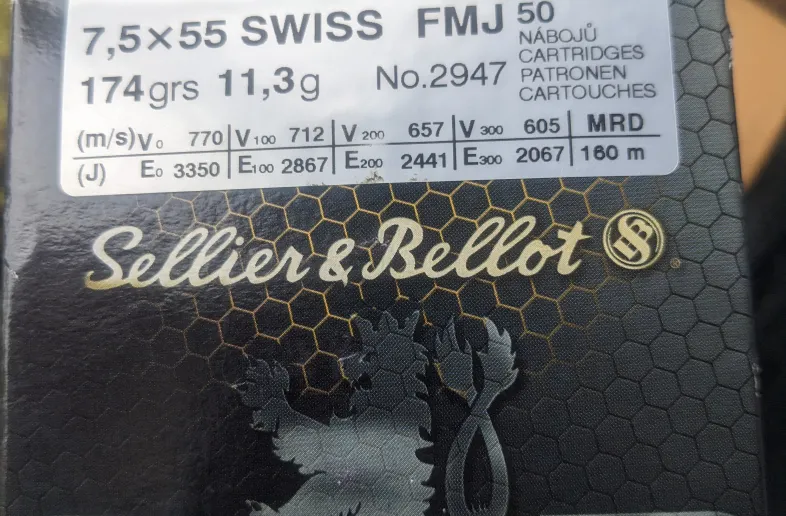 7,5×55 SWISS FMJ 50
NÁBOJŮ
CARTRIDGES
174grs 11,3g No.2947 PATRONEN
CARTOUCHES
(m/s) V0 770 V100 712 V200 657 V300 605 MRD
(J) E0 3350 E100 2867 E200 2441 E300 2067 160 m
Sellier & Bellot SB ®